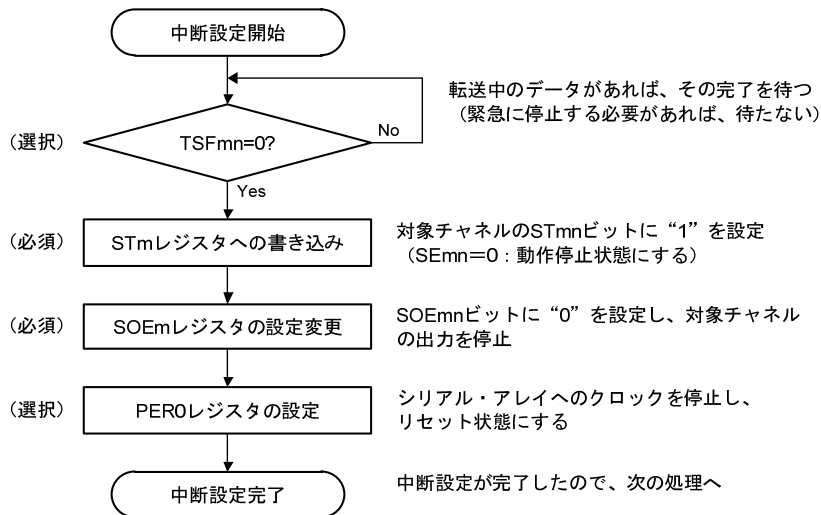 中断設定開始
転送中のデータがあれば、その完了を待つ
（緊急に停止する必要があれば、待たない）
（選択）
TSFmn=0?
No
Yes
（必須）
STmレジスタへの書き込み
対象チャネルのSTmnビットに“1”を設定
（SEmn＝0：動作停止状態にする）
（必須）
SOEmレジスタの設定変更
SOEmnビットに“0”を設定し、対象チャネル
の出力を停止
（選択）
PER0レジスタの設定
シリアル・アレイへのクロックを停止し、
リセット状態にする
中断設定完了
中断設定が完了したので、次の処理へ